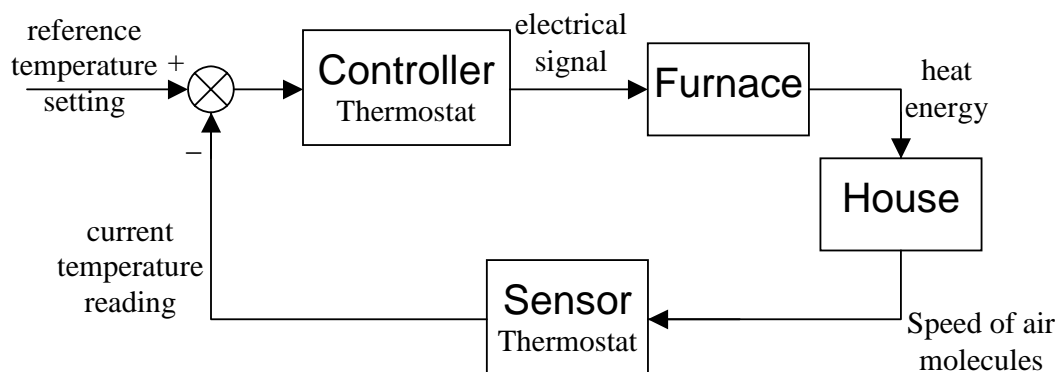 reference
temperature
setting
+
−
Controller
Thermostat
electrical
signal
Furnace
heat
energy
House
Speed of air
molecules
Sensor
Thermostat
current
temperature
reading